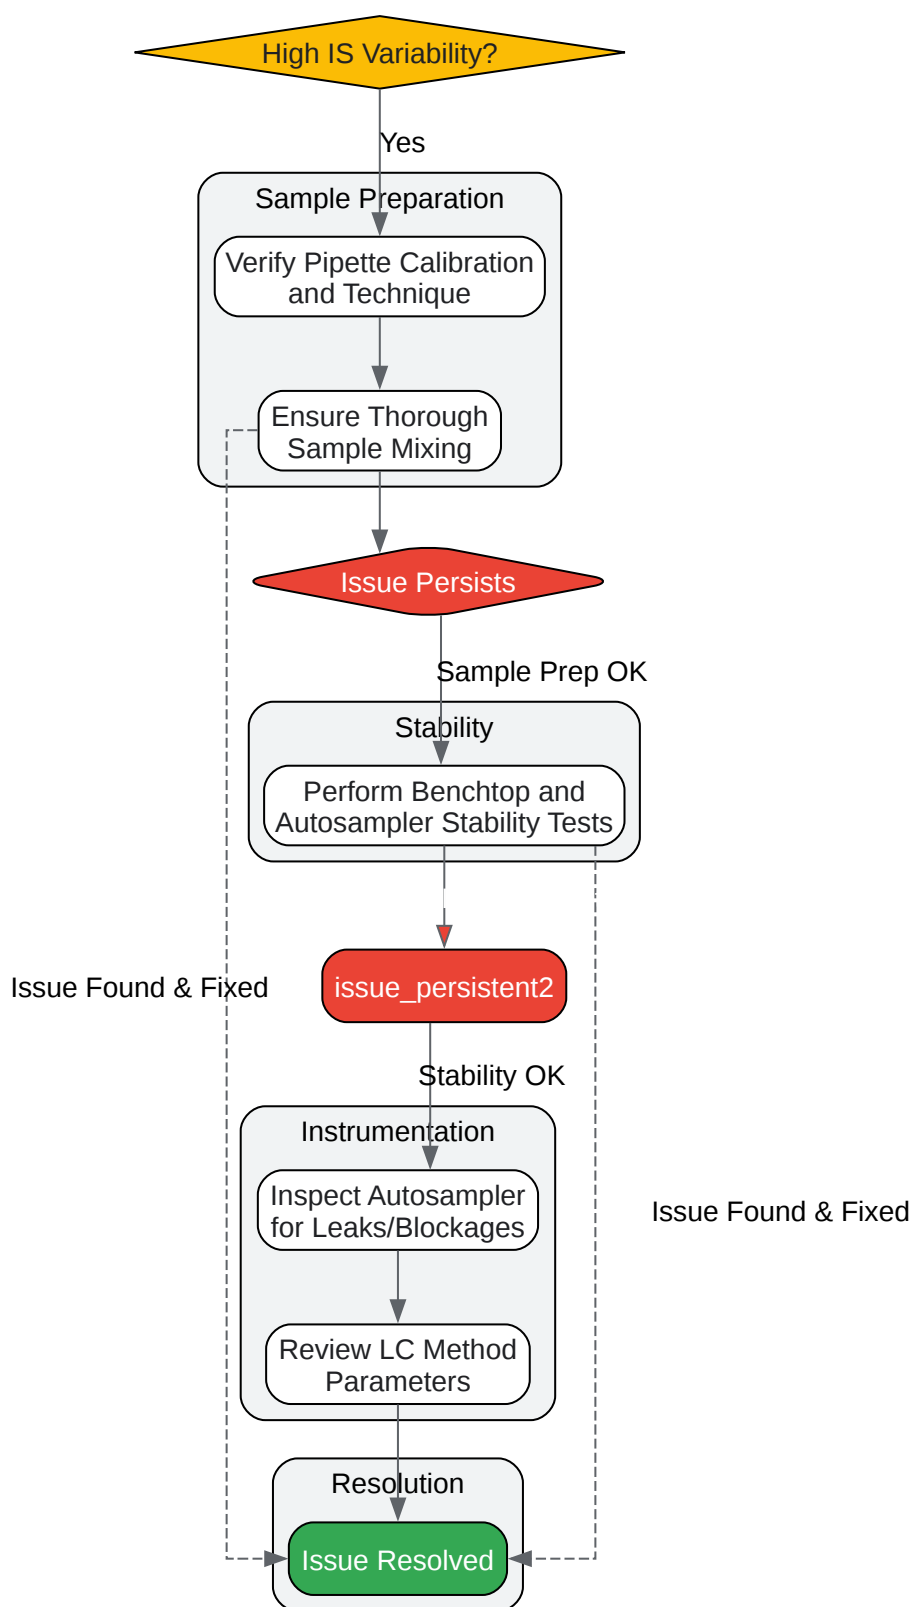 High IS Variability?
Yes
Sample Preparation
Verify Pipette Calibration
and Technique
Ensure Thorough
Sample Mixing
Issue Persists
Sample Prep OK
Stability
Perform Benchtop and
Autosampler Stability Tests
Issue Found & Fixed
issue_persistent2
Stability OK
Instrumentation
Inspect Autosampler
for Leaks/Blockages
Issue Found & Fixed
Review LC Method
Parameters
Resolution
Issue Resolved